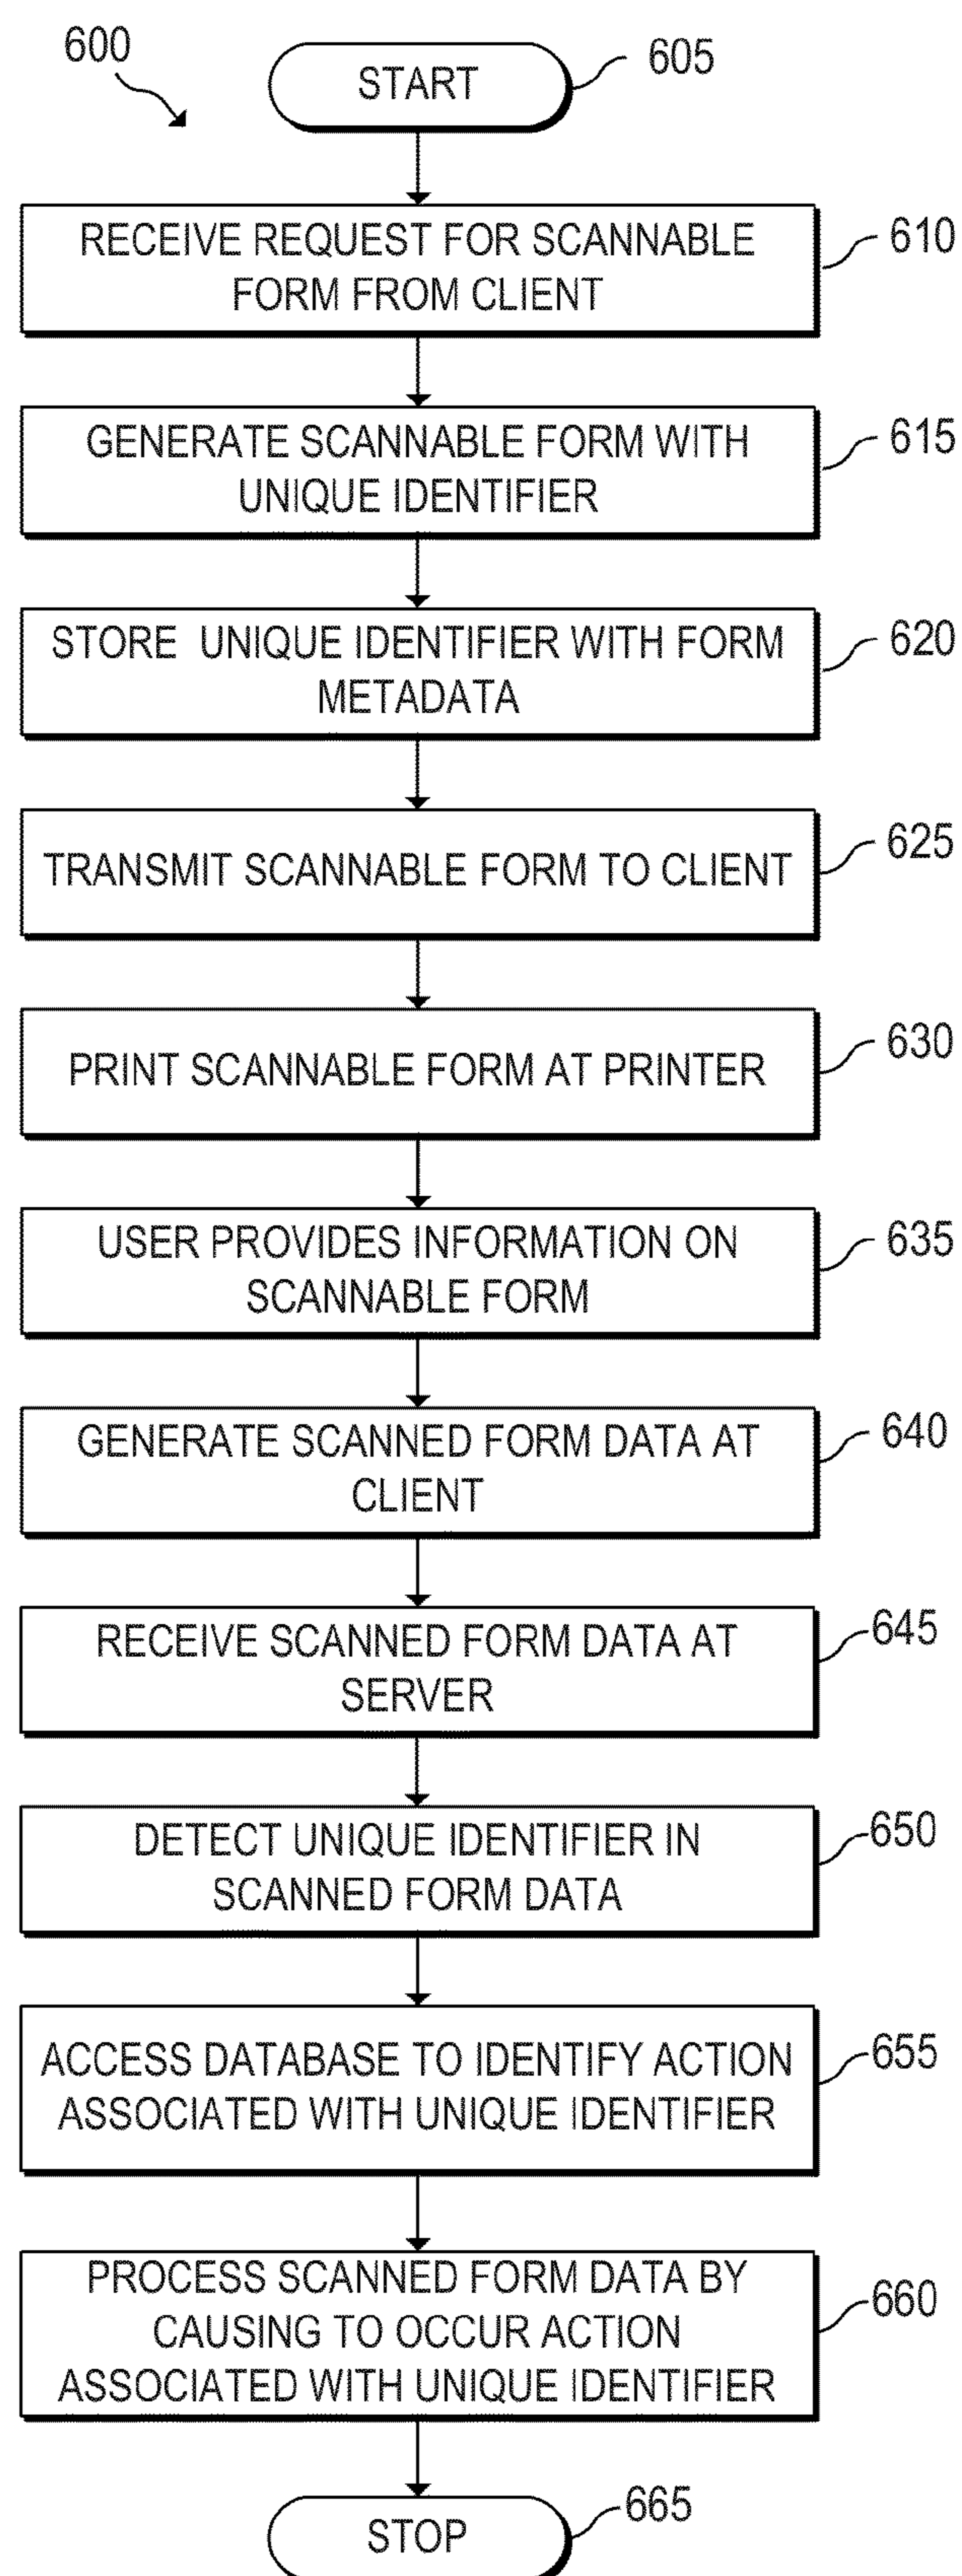 600
START
605
RECEIVE REQUEST FOR SCANNABLE
FORM FROM CLIENT
610
GENERATE SCANNABLE FORM WITH
UNIQUE IDENTIFIER
615
STORE UNIQUE IDENTIFIER WITH FORM
METADATA
620
TRANSMIT SCANNABLE FORM TO CLIENT
625
PRINT SCANNABLE FORM AT PRINTER
630
USER PROVIDES INFORMATION ON
SCANNABLE FORM
635
GENERATE SCANNED FORM DATA AT
CLIENT
640
RECEIVE SCANNED FORM DATA AT
SERVER
645
DETECT UNIQUE IDENTIFIER IN
SCANNED FORM DATA
650
ACCESS DATABASE TO IDENTIFY ACTION
ASSOCIATED WITH UNIQUE IDENTIFIER
655
PROCESS SCANNED FORM DATA BY
CAUSING TO OCCUR ACTION
ASSOCIATED WITH UNIQUE IDENTIFIER
660
STOP
665